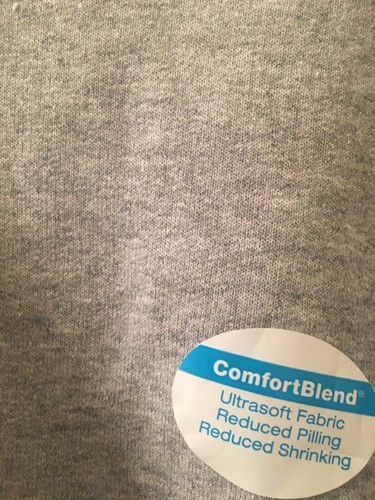 ComfortBlend®
Ultrasoft Fabric
Reduced Pilling
Reduced Shrinking